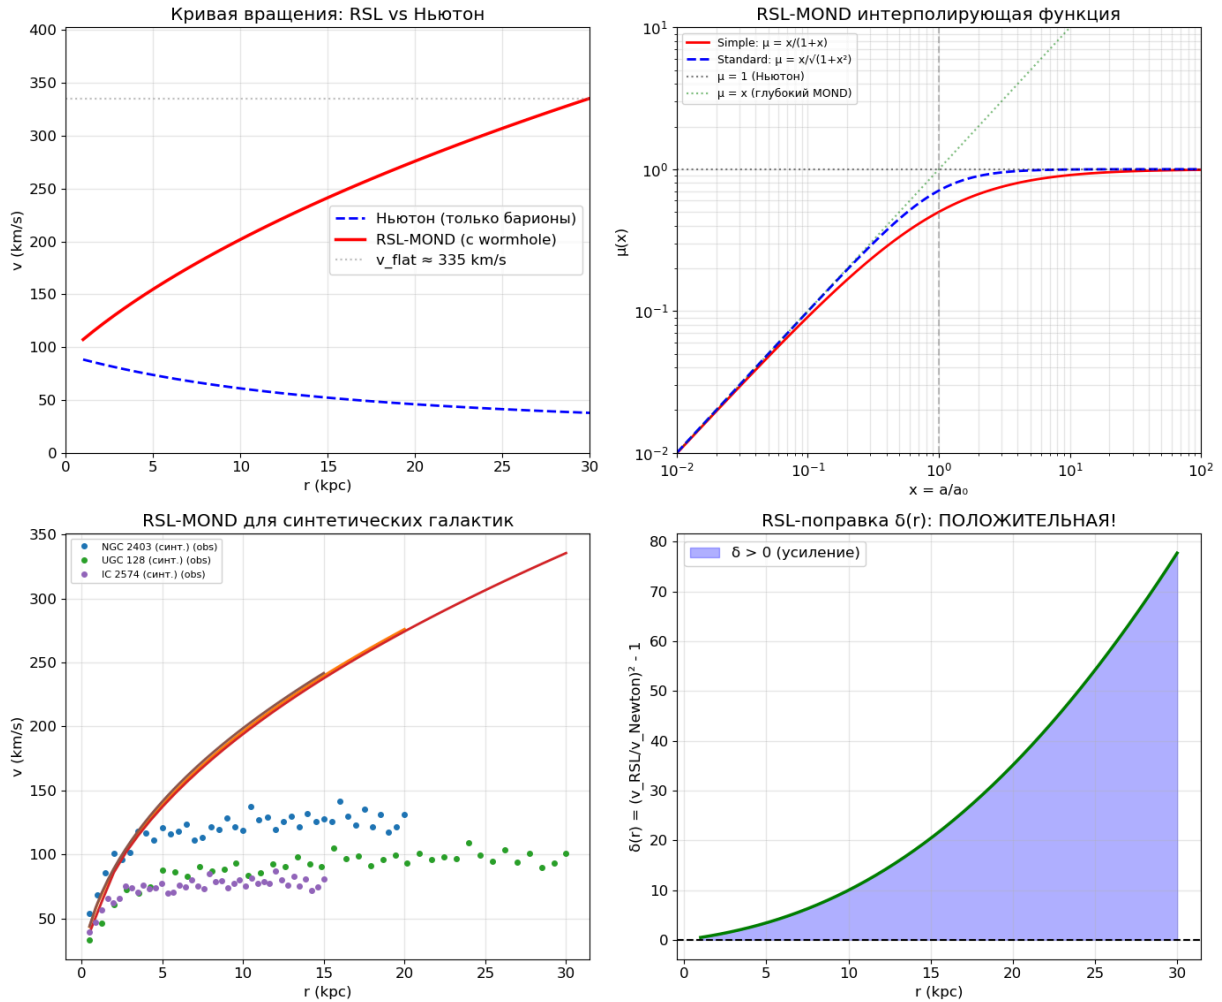 Кривая вращения: RSL vs Ньютон
400
350
300
250
200
150
100
50
0
v (km/s)
Ньютон (только барионы)
RSL-MOND (с wormhole)
v_flat ≈ 335 km/s
0 5 10 15 20 25 30
r (kpc)
RSL-MOND интерполирующая функция
10¹
10⁰
10⁻¹
10⁻²
μ(x)
Simple: μ = x/(1+x)
Standard: μ = x/√(1+x²)
μ = 1 (Ньютон)
μ = x (глубокий MOND)
10⁻² 10⁻¹ 10⁰ 10¹ 10²
x = a/a₀
RSL-MOND для синтетических галактик
350
300
250
200
150
100
50
v (km/s)
NGC 2403 (синт.) (obs)
UGC 128 (синт.) (obs)
IC 2574 (синт.) (obs)
0 5 10 15 20 25 30
r (kpc)
RSL-поправка δ(r): ПОЛОЖИТЕЛЬНАЯ!
80
70
60
50
40
30
20
10
0
δ(r) = (v_RSL/v_Newton)² - 1
δ > 0 (усиление)
0 5 10 15 20 25 30
r (kpc)